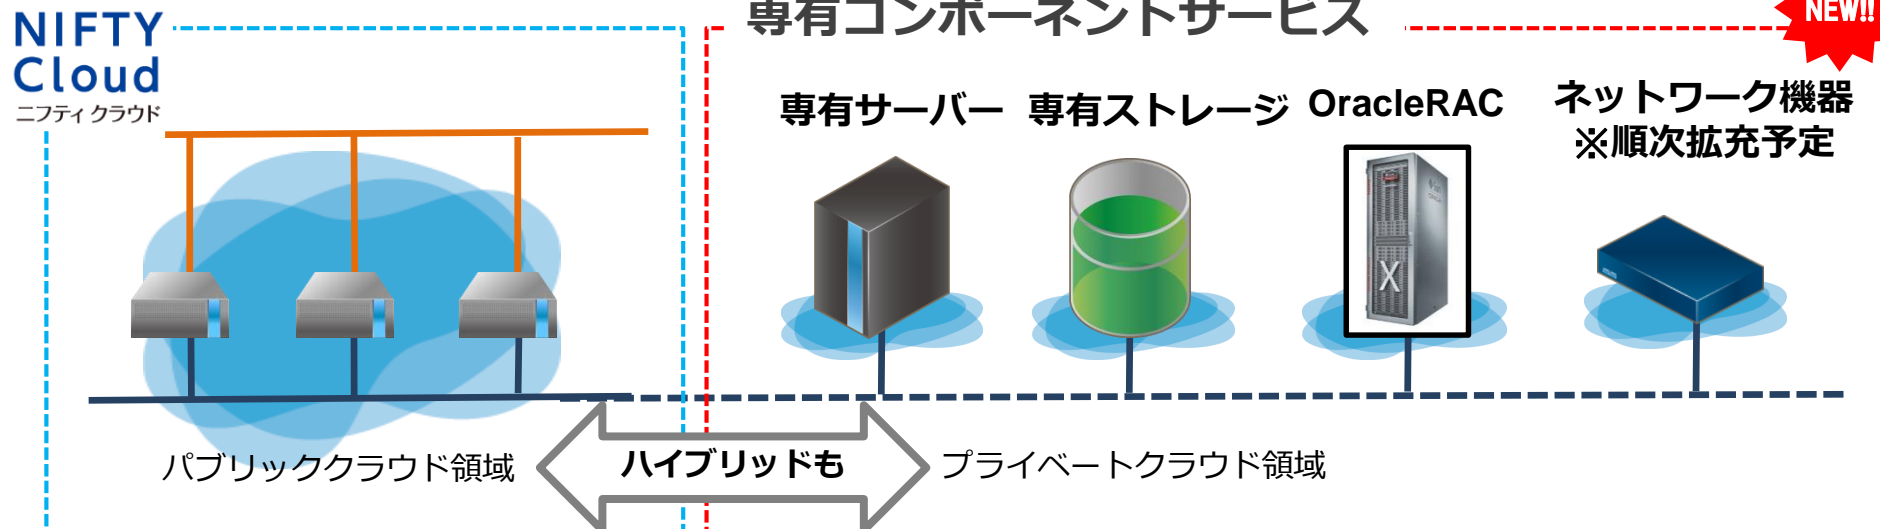 専有コンポーネントサービス
NEW!!
NIFTY
Cloud
ニフティクラウド
専有サーバー
専有ストレージ
OracleRAC
ネットワーク機器
※順次拡充予定
X
パブリッククラウド領域
ハイブリッドも
プライベートクラウド領域